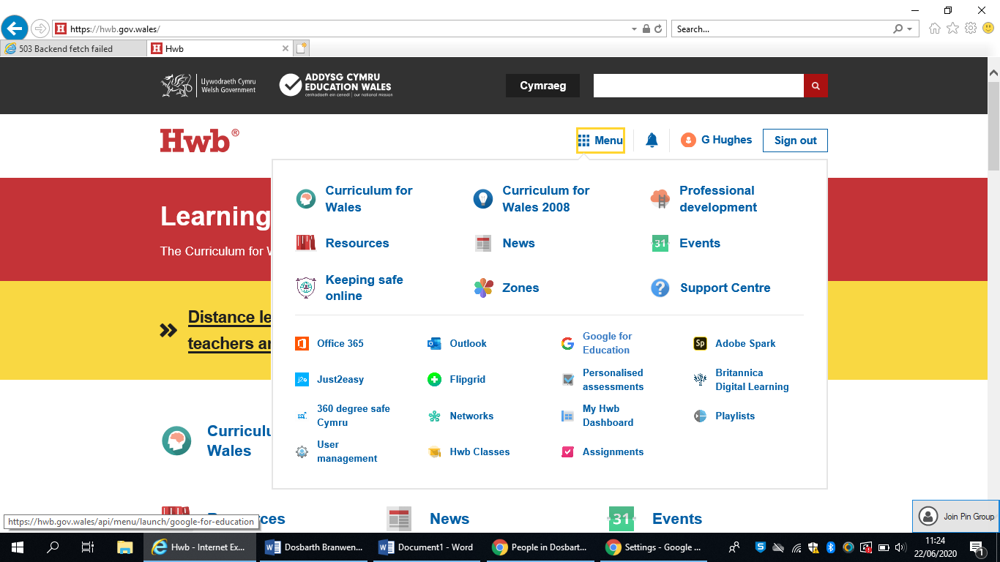 https://hwb.gov.wales/
Search...
503 Backend fetch failed
Hwb
Llywodraeth Cymru
Welsh Government
ADDYSG CYMRU
EDUCATION WALES
cenhadaeth ein cenedl | our national mission
Cymraeg
Hwb®
Menu
G Hughes
Sign out
Learning
The Curriculum for W
Distance le
teachers an
Curriculum for
Wales
Curriculum for
Wales 2008
Professional
development
Resources
News
31
Events
Keeping safe
online
Zones
?
Support Centre
Office 365
Outlook
Google for
Education
Sp
Adobe Spark
j2e
Just2easy
Flipgrid
Personalised
assessments
Britannica
Digital Learning
360 degree safe
Cymru
Networks
My Hwb
Dashboard
Playlists
User
management
Hwb Classes
Assignments
Curriculu
Wales
Resources
News
31
Events
https://hwb.gov.wales/api/menu/launch/google-for-education
Join Pin Group
Hwb - Internet Ex...
Dosbarth Branwen...
Document1 - Word
People in Dosbart...
Settings - Google ...
11:24
22/06/2020
1